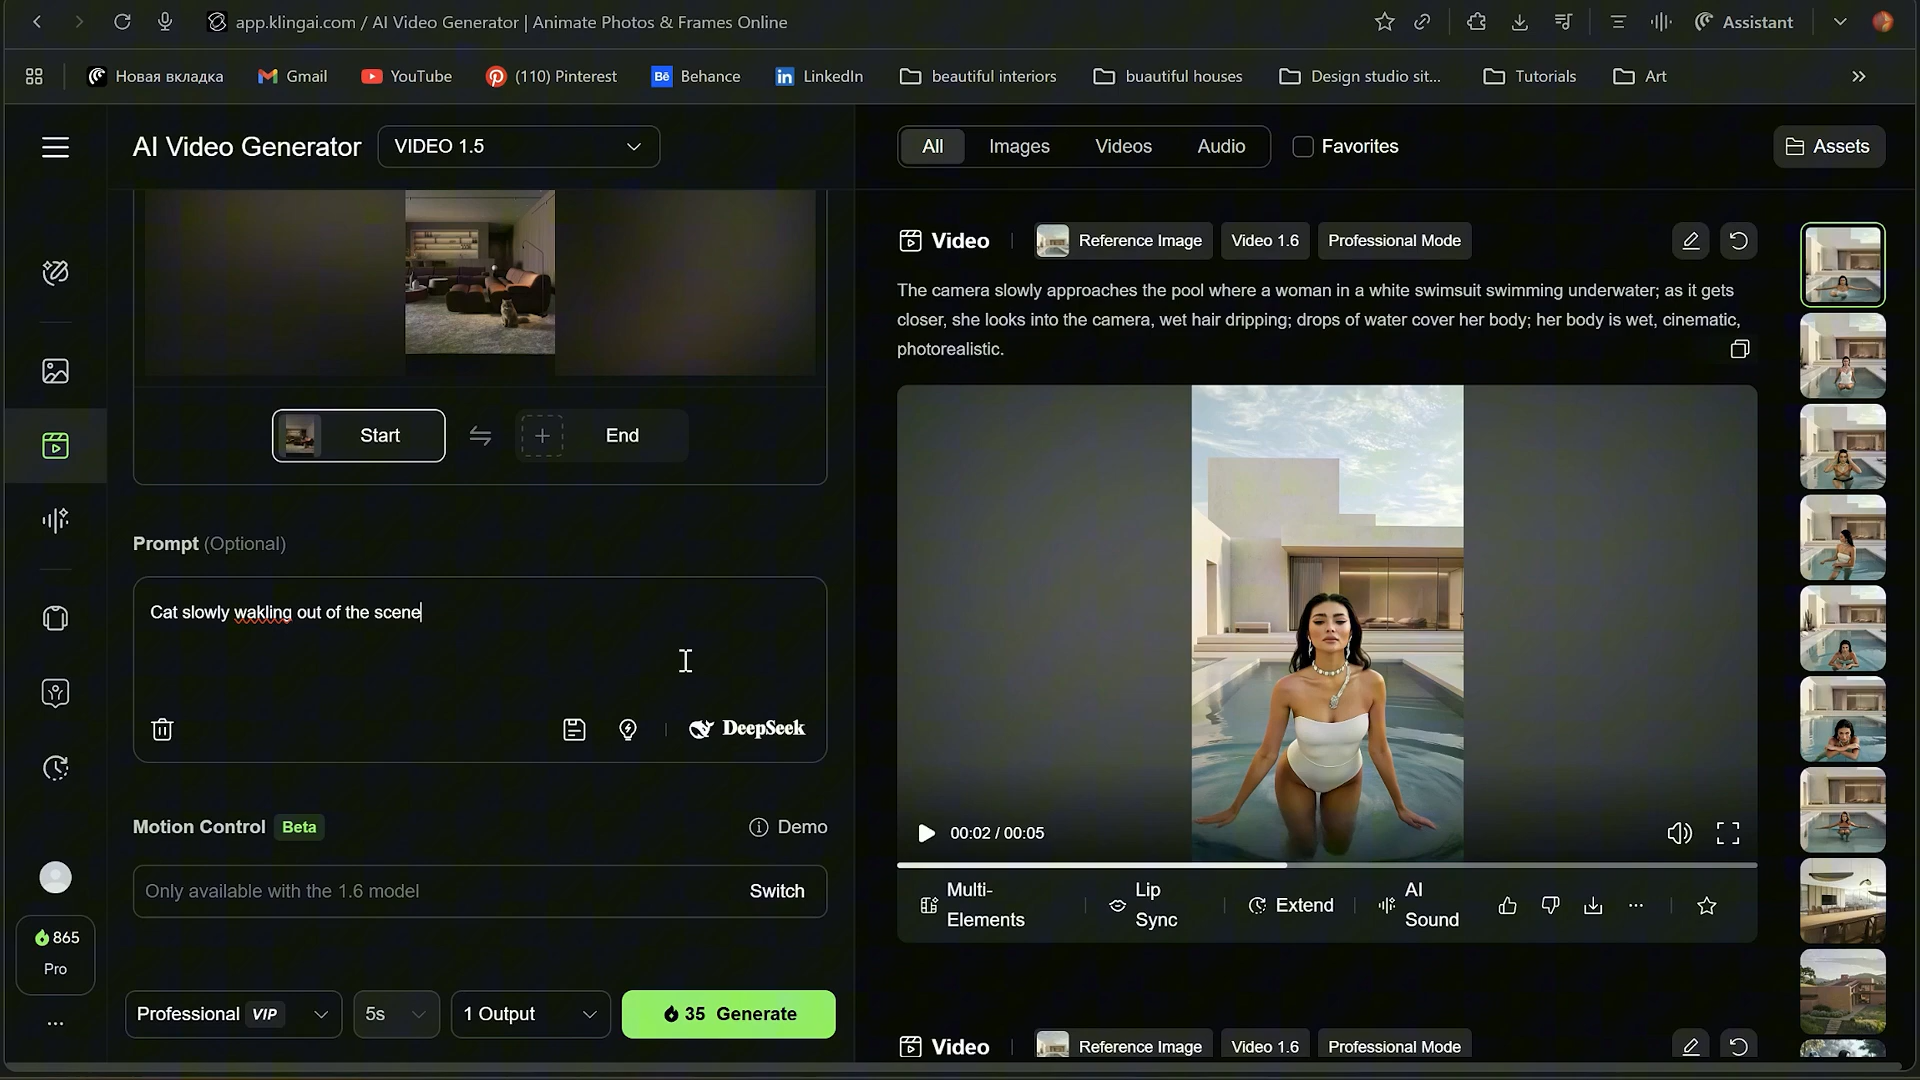 app.klingai.com / AI Video Generator | Animate Photos & Frames Online
Assistant
Новая вкладка
Gmail
YouTube
(110) Pinterest
Behance
LinkedIn
beautiful interiors
buautiful houses
Design studio sit...
Tutorials
Art
AI Video Generator
VIDEO 1.5
Start
End
Prompt (Optional)
Cat slowly wakling out of the scene
DeepSeek
Motion Control Beta
Demo
Only available with the 1.6 model
Switch
865
Pro
Professional VIP
5s
1 Output
35 Generate
All
Images
Videos
Audio
Favorites
Assets
Video
Reference Image
Video 1.6
Professional Mode
The camera slowly approaches the pool where a woman in a white swimsuit swimming underwater; as it gets
closer, she looks into the camera, wet hair dripping; drops of water cover her body; her body is wet, cinematic,
photorealistic.
00:02 / 00:05
Multi-
Elements
Lip
Sync
Extend
AI
Sound
Video
Reference Image
Video 1.6
Professional Mode